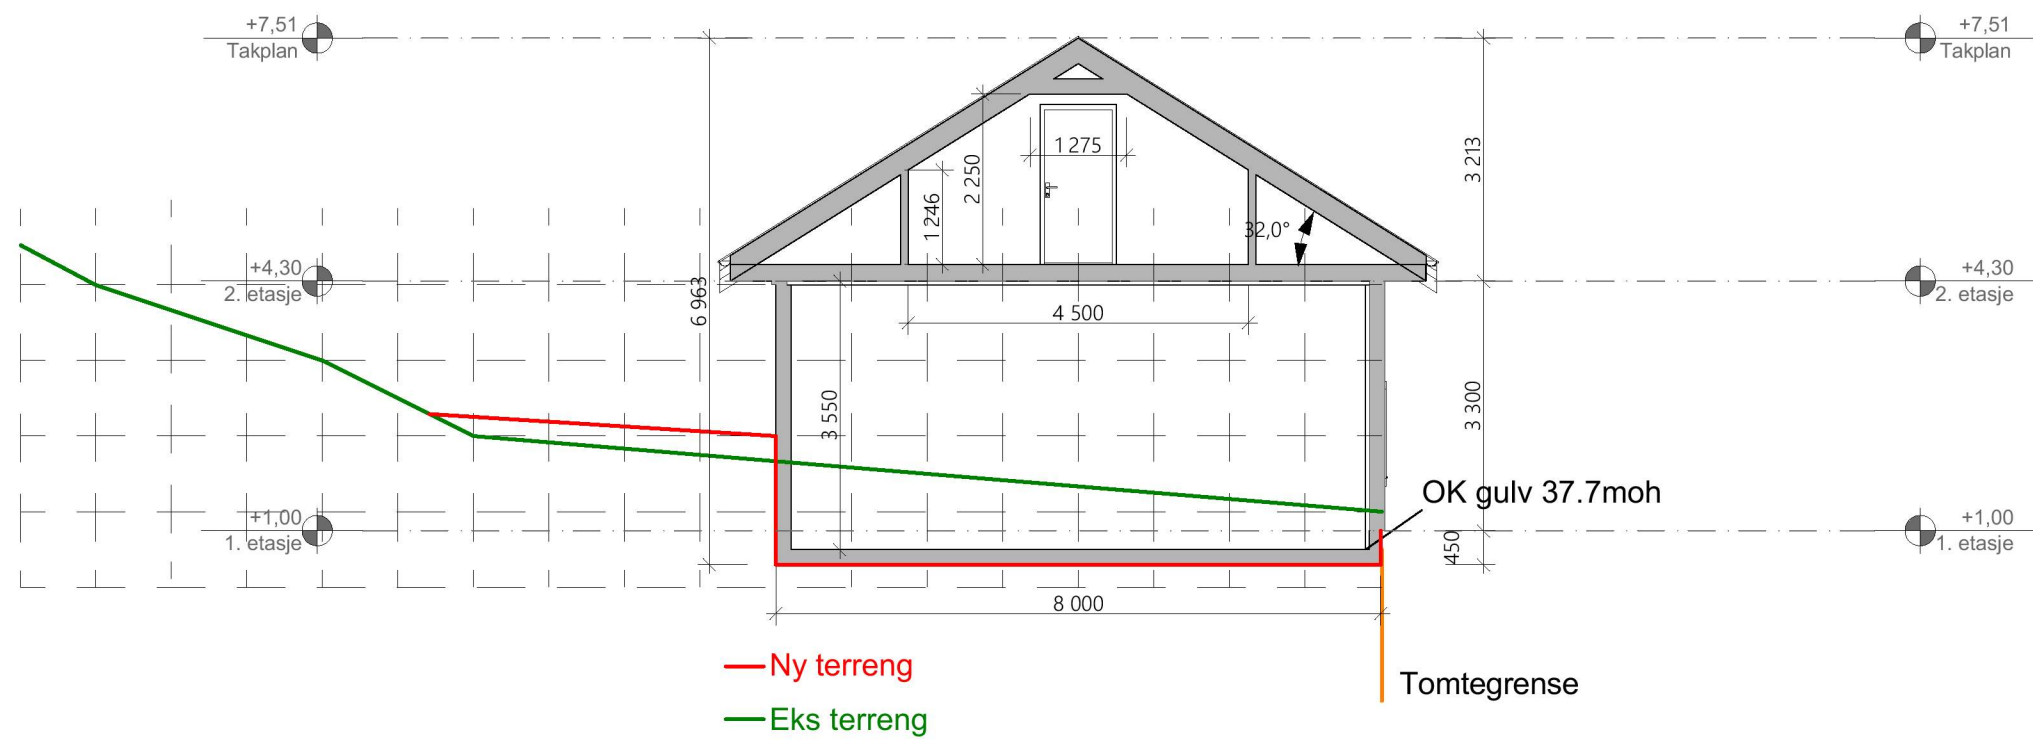 +7,51
Takplan
+7,51
Takplan
1 275
2 250
3 213
1 246
32,0°
+4,30
2. etasje
+4,30
2. etasje
6 963
4 500
3 550
3 300
OK gulv 37.7moh
+1,00
1. etasje
+1,00
1. etasje
450
8 000
Ny terreng
Tomtegrense
Eks terreng